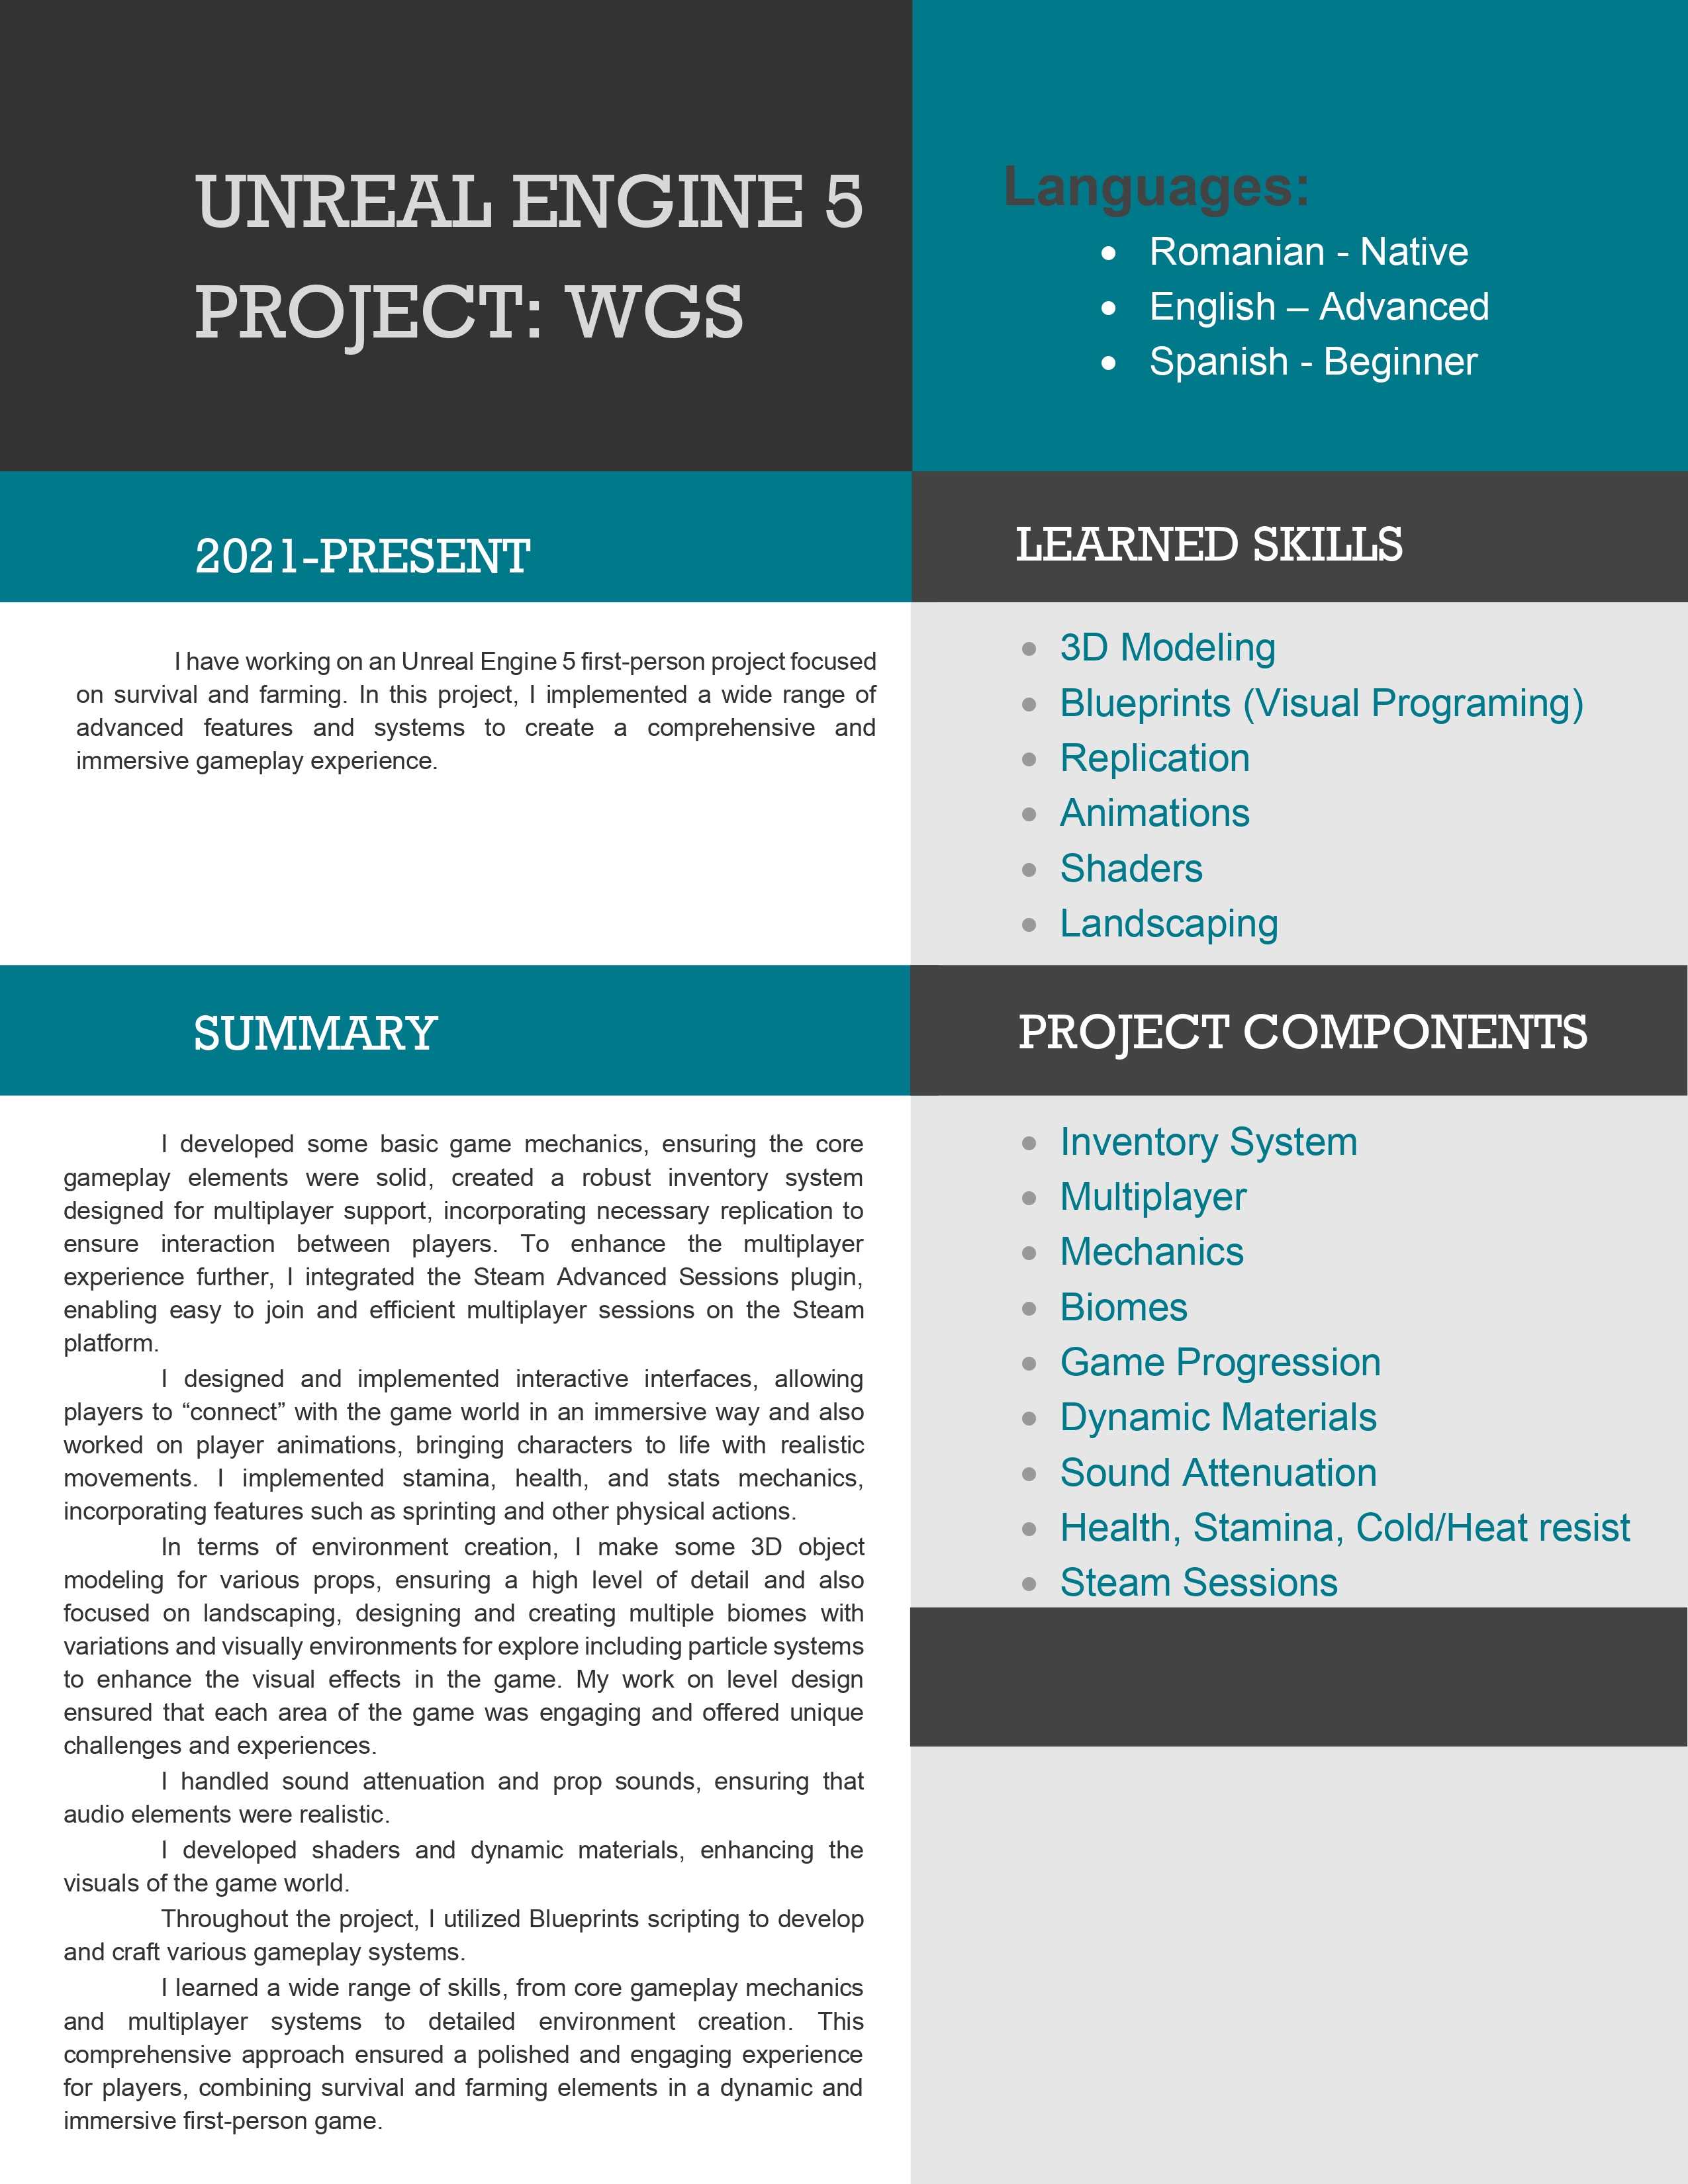 UNREAL ENGINE 5
PROJECT: WGS
Languages:
• Romanian - Native
• English – Advanced
• Spanish - Beginner
2021-PRESENT
I have working on an Unreal Engine 5 first-person project focused
on survival and farming. In this project, I implemented a wide range of
advanced features and systems to create a comprehensive and
immersive gameplay experience.
LEARNED SKILLS
• 3D Modeling
• Blueprints (Visual Programing)
• Replication
• Animations
• Shaders
• Landscaping
SUMMARY
I developed some basic game mechanics, ensuring the core
gameplay elements were solid, created a robust inventory system
designed for multiplayer support, incorporating necessary replication to
ensure interaction between players. To enhance the multiplayer
experience further, I integrated the Steam Advanced Sessions plugin,
enabling easy to join and efficient multiplayer sessions on the Steam
platform.
I designed and implemented interactive interfaces, allowing
players to “connect” with the game world in an immersive way and also
worked on player animations, bringing characters to life with realistic
movements. I implemented stamina, health, and stats mechanics,
incorporating features such as sprinting and other physical actions.
In terms of environment creation, I make some 3D object
modeling for various props, ensuring a high level of detail and also
focused on landscaping, designing and creating multiple biomes with
variations and visually environments for explore including particle systems
to enhance the visual effects in the game. My work on level design
ensured that each area of the game was engaging and offered unique
challenges and experiences.
I handled sound attenuation and prop sounds, ensuring that
audio elements were realistic.
I developed shaders and dynamic materials, enhancing the
visuals of the game world.
Throughout the project, I utilized Blueprints scripting to develop
and craft various gameplay systems.
I learned a wide range of skills, from core gameplay mechanics
and multiplayer systems to detailed environment creation. This
comprehensive approach ensured a polished and engaging experience
for players, combining survival and farming elements in a dynamic and
immersive first-person game.
PROJECT COMPONENTS
• Inventory System
• Multiplayer
• Mechanics
• Biomes
• Game Progression
• Dynamic Materials
• Sound Attenuation
• Health, Stamina, Cold/Heat resist
• Steam Sessions